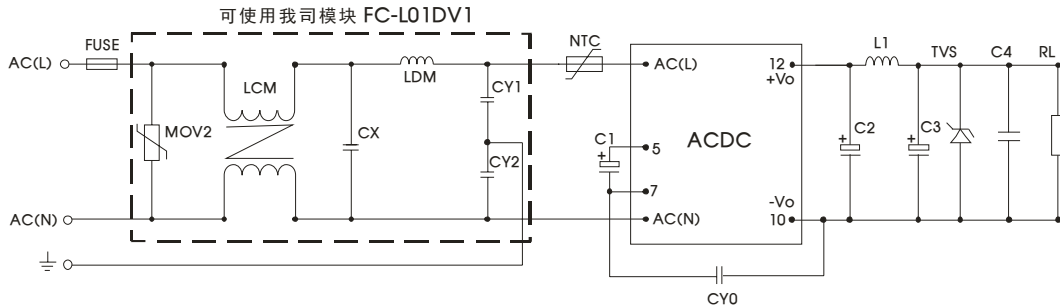 可使用我司模块 FC-L01DV1
FUSE
AC(L)
LCM
MOV2
CX
LDM
CY1
CY2
NTC
AC(L)
12
+Vo
L1
TVS
C4
RL
C1
+
5
ACDC
C2
+
C3
+
7
AC(N)
AC(N)
-Vo
10
CY0